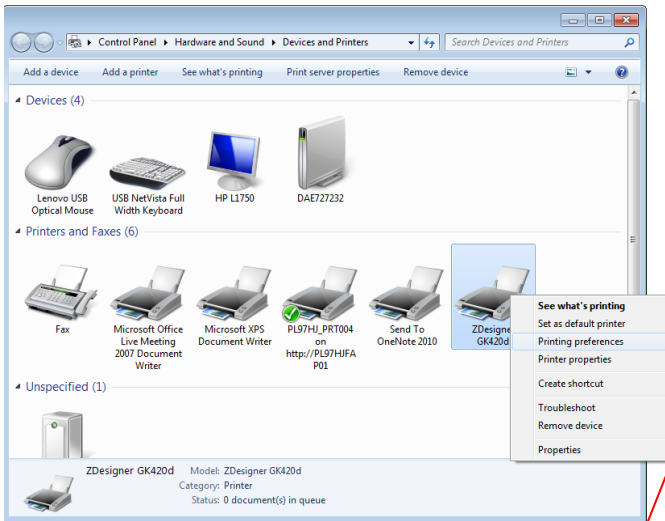 Control Panel ▸ Hardware and Sound ▸ Devices and Printers
Search Devices and Printers
Add a device Add a printer See what's printing Print server properties Remove device
Devices (4)
Lenovo USB Optical Mouse
USB NetVista Full Width Keyboard
HP L1750
DAE727232
Printers and Faxes (6)
Fax
Microsoft Office Live Meeting 2007 Document Writer
Microsoft XPS Document Writer
PL97HJ_PRT004 on http://PL97HJFAP01
Send To OneNote 2010
ZDesigne GK420d
See what's printing
Set as default printer
Printing preferences
Printer properties
Create shortcut
Troubleshoot
Remove device
Properties
Unspecified (1)
ZDesigner GK420d Model: ZDesigner GK420d
Category: Printer
Status: 0 document(s) in queue